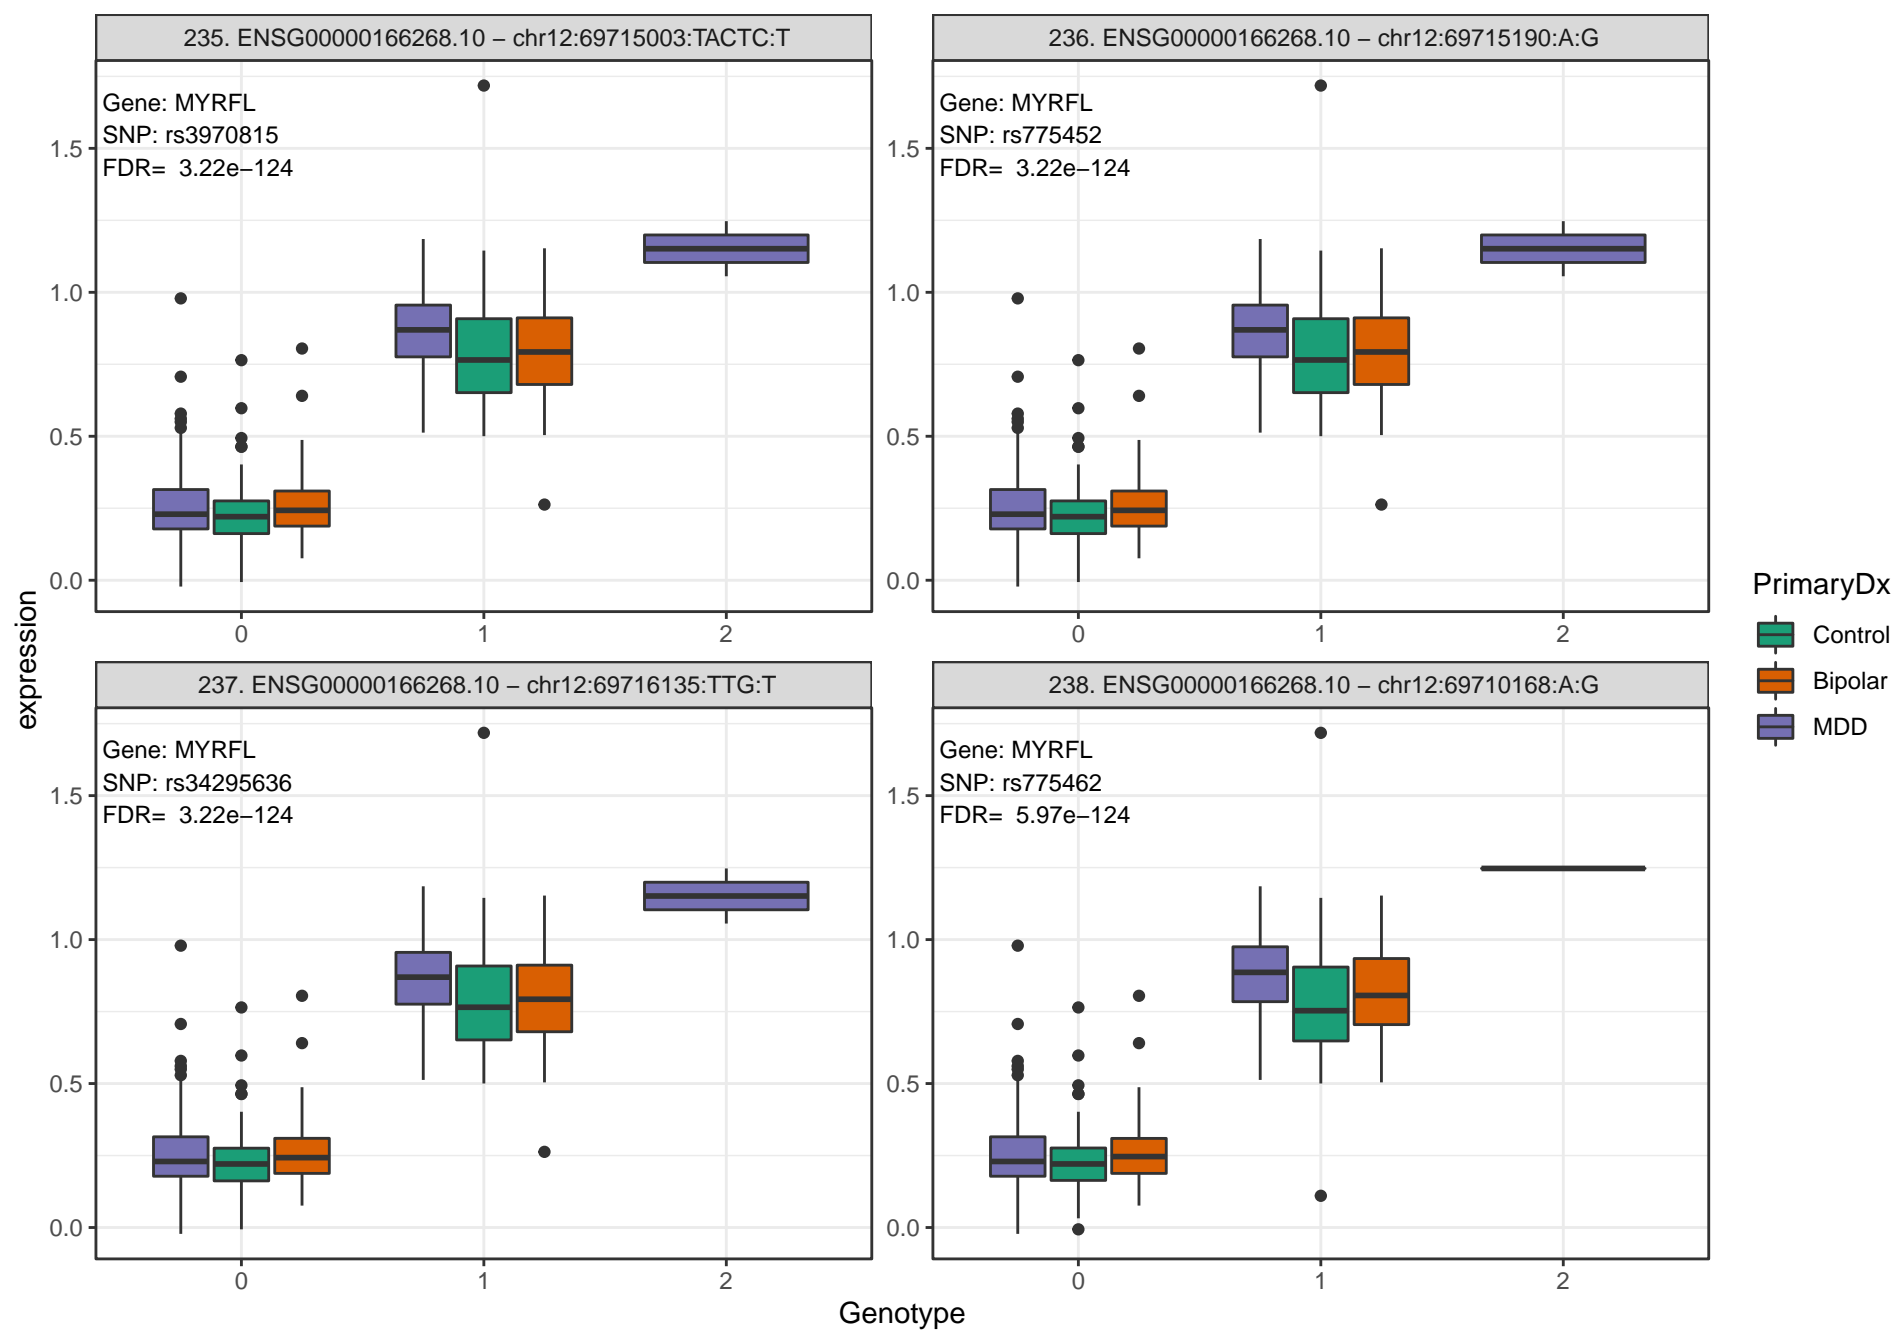 235. ENSG00000166268.10 − chr12:69715003:TACTC:T
236. ENSG00000166268.10 − chr12:69715190:A:G
Gene: MYRFL
SNP: rs3970815
FDR= 3.22e−124
Gene: MYRFL
SNP: rs775452
FDR= 3.22e−124
1.5
1.0
0.5
0.0
1.5
1.0
0.5
0.0
0 1 2
0 1 2
237. ENSG00000166268.10 − chr12:69716135:TTG:T
238. ENSG00000166268.10 − chr12:69710168:A:G
Gene: MYRFL
SNP: rs34295636
FDR= 3.22e−124
Gene: MYRFL
SNP: rs775462
FDR= 5.97e−124
1.5
1.0
0.5
0.0
1.5
1.0
0.5
0.0
0 1 2
0 1 2
expression
Genotype
PrimaryDx
Control
Bipolar
MDD